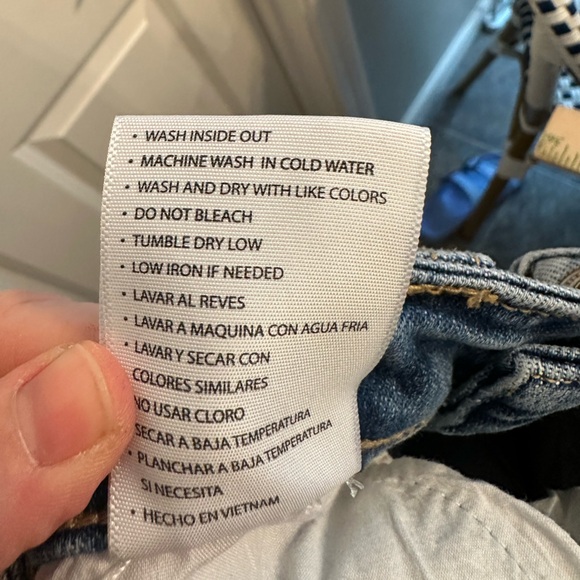 • WASH INSIDE OUT
• MACHINE WASH IN COLD WATER
• WASH AND DRY WITH LIKE COLORS
• DO NOT BLEACH
• TUMBLE DRY LOW
• LOW IRON IF NEEDED
• LAVAR AL REVES
• LAVAR A MAQUINA CON AGUA FRIA
• LAVAR Y SECAR CON
COLORES SIMILARES
NO USAR CLORO
SECAR A BAJA TEMPERATURA
• PLANCHAR A BAJA TEMPERATURA
SI NECESITA
• HECHO EN VIETNAM